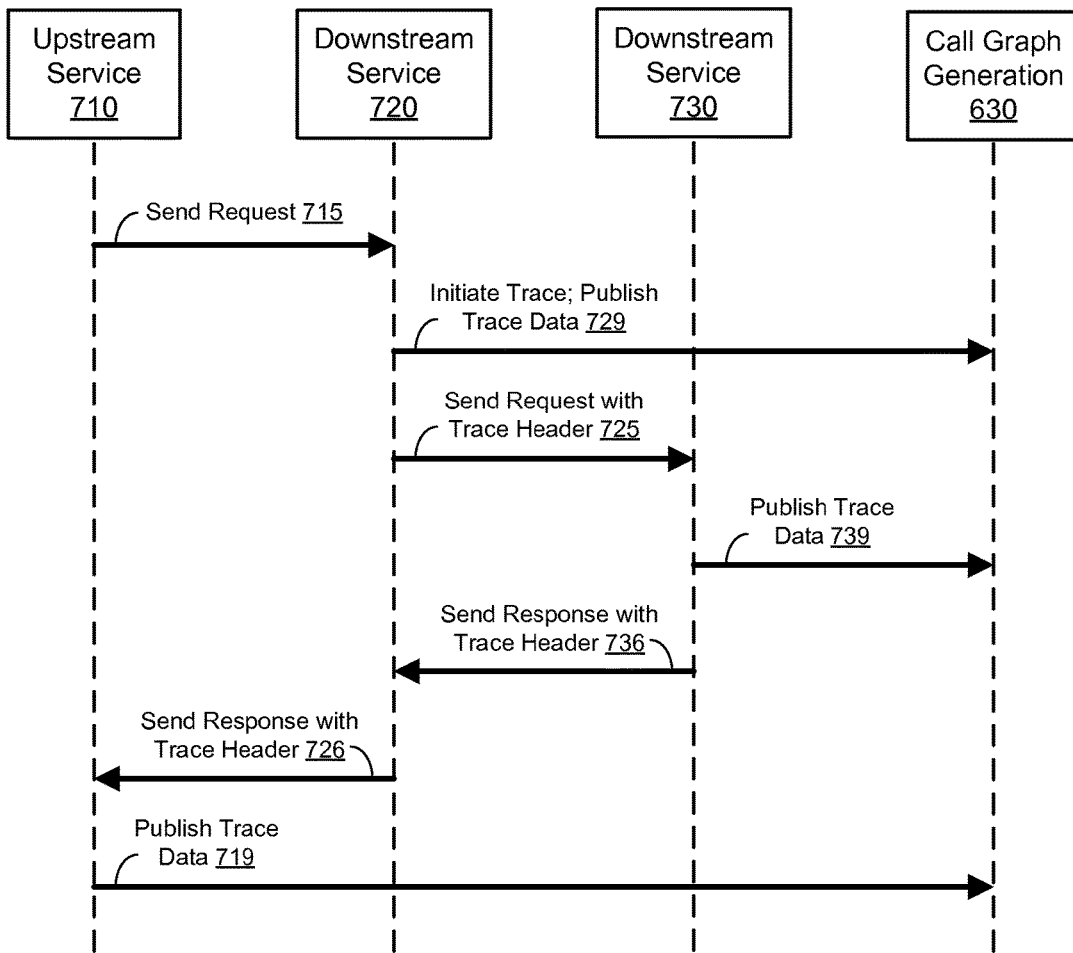 Upstream
Service
710
Downstream
Service
720
Downstream
Service
730
Call Graph
Generation
630
Send Request 715
Initiate Trace; Publish
Trace Data 729
Send Request with
Trace Header 725
Publish Trace
Data 739
Send Response with
Trace Header 736
Send Response with
Trace Header 726
Publish Trace
Data 719